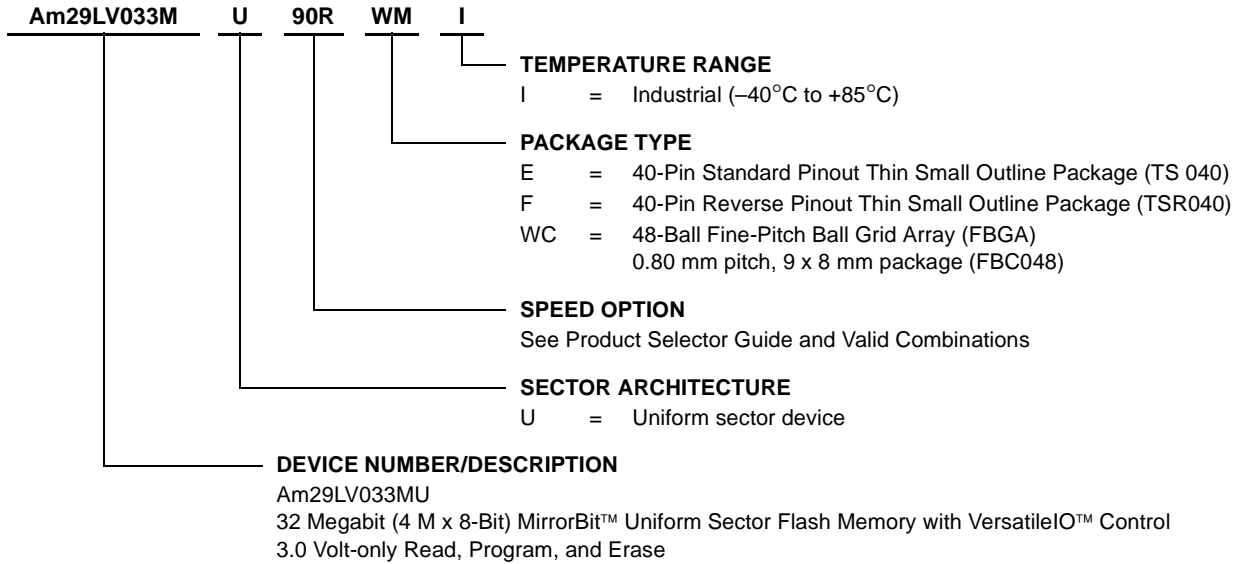 Am29LV033M U 90R WM I
TEMPERATURE RANGE
I = Industrial (–40°C to +85°C)
PACKAGE TYPE
E = 40-Pin Standard Pinout Thin Small Outline Package (TS 040)
F = 40-Pin Reverse Pinout Thin Small Outline Package (TSR040)
WC = 48-Ball Fine-Pitch Ball Grid Array (FBGA)
0.80 mm pitch, 9 x 8 mm package (FBC048)
SPEED OPTION
See Product Selector Guide and Valid Combinations
SECTOR ARCHITECTURE
U = Uniform sector device
DEVICE NUMBER/DESCRIPTION
Am29LV033MU
32 Megabit (4 M x 8-Bit) MirrorBit™ Uniform Sector Flash Memory with VersatileIO™ Control
3.0 Volt-only Read, Program, and Erase